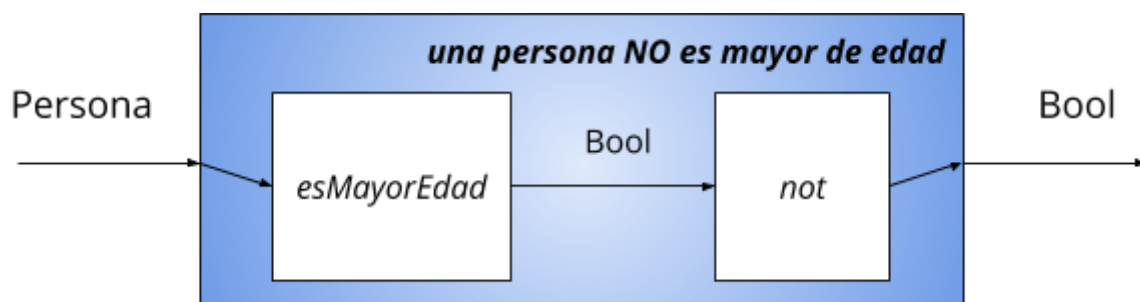 una persona NO es mayor de edad
Persona
Bool
Bool
esMayorEdad
not